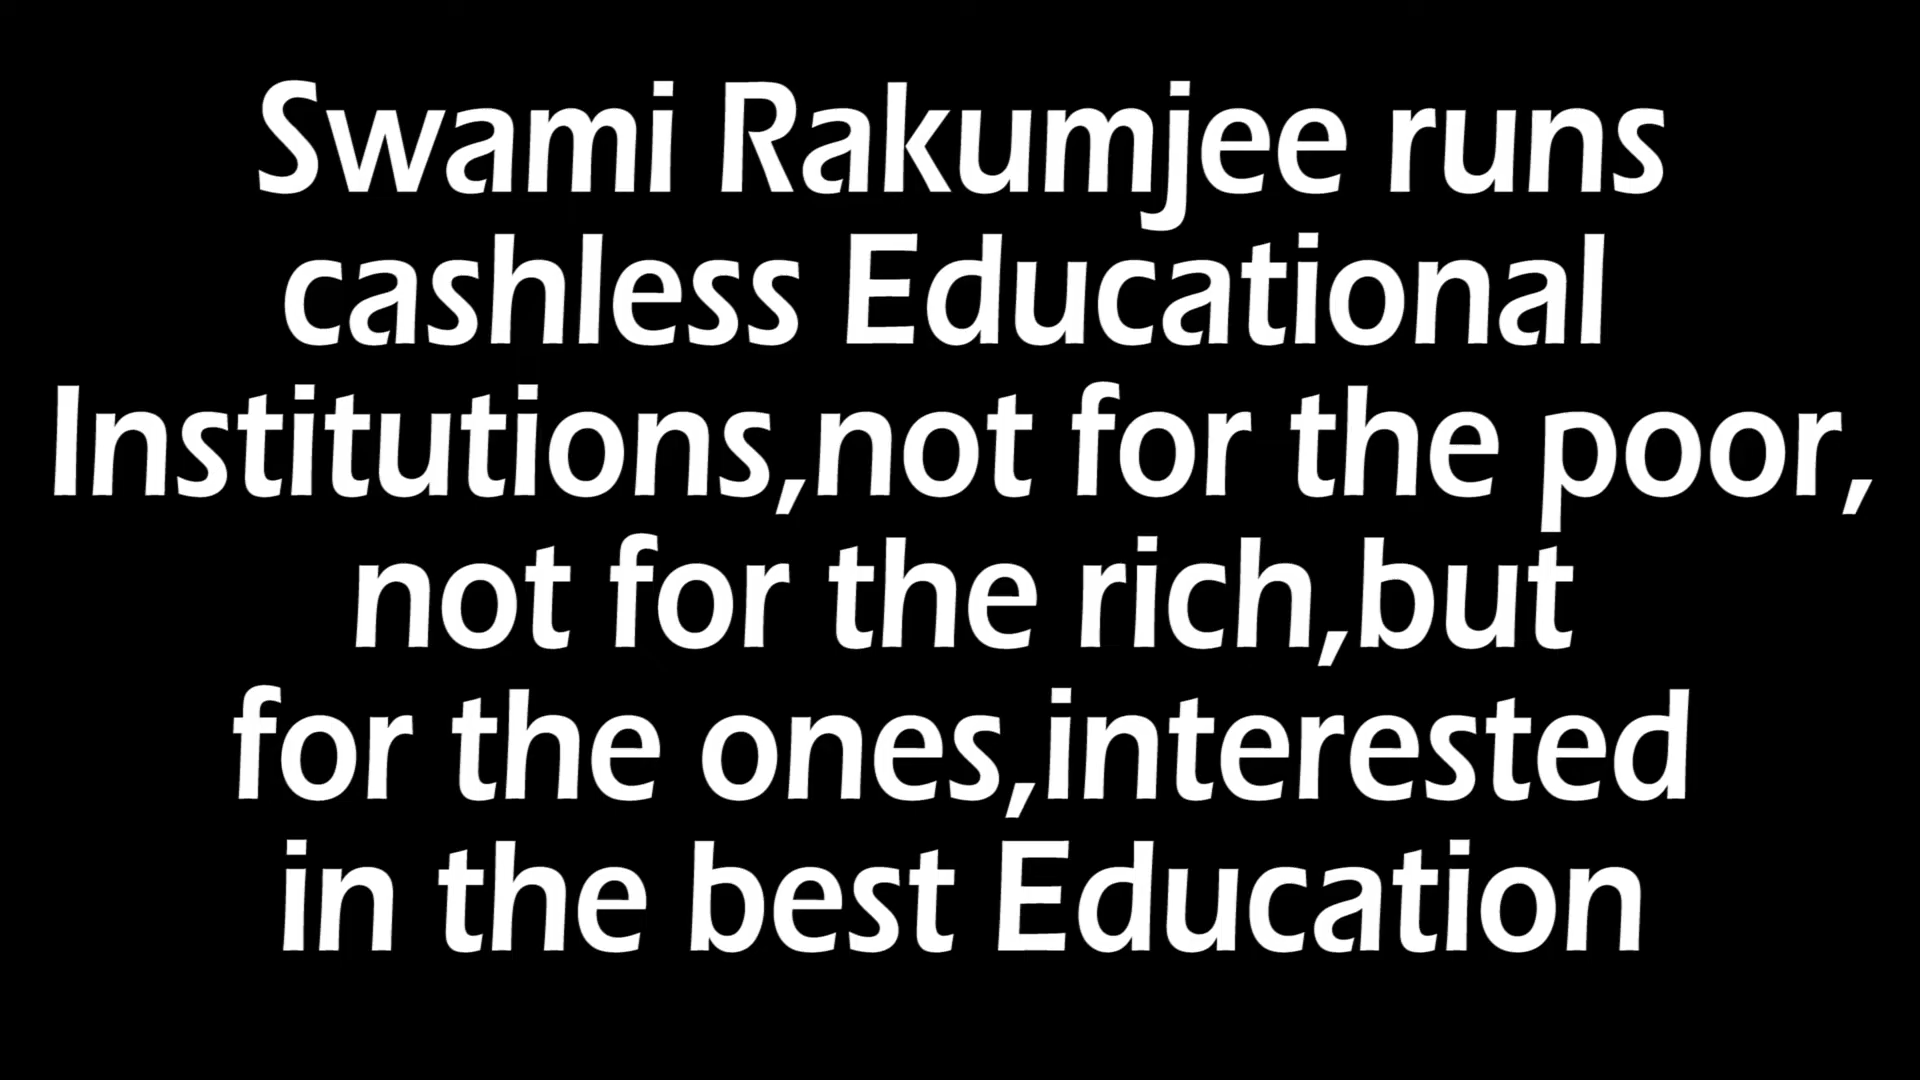 Swami Rakumjee runs
cashless Educational
Institutions,not for the poor,
not for the rich,but
for the ones,interested
in the best Education